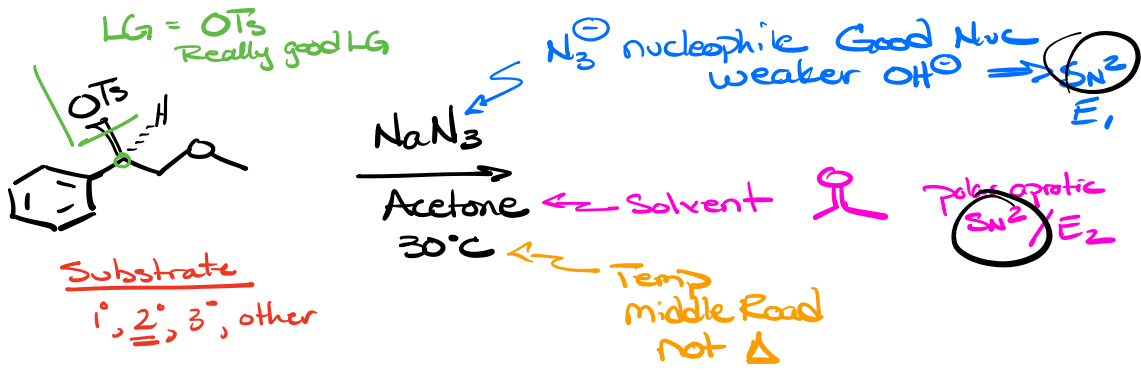 LG = OTs
Really good LG
N₃⊖ nucleophile Good Nuc
weaker OH⊖ ⇒ SN2
E1
OTs
H
O
NaN₃
Acetone ← Solvent
O
polar aprotic
SN2 / E2
30°C
Substrate
1°, 2°, 3°, other
Temp
middle Road
not Δ